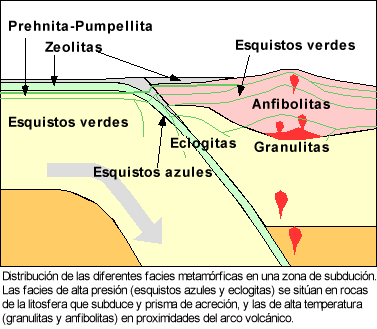 Prehnita-Pumpellita
Zeolitas
Esquistos verdes
Anfibolitas
Esquistos verdes
Eclogitas
Granulitas
Esquistos azules
Distribución de las diferentes facies metamórficas en una zona de subdución.
Las facies de alta presión (esquistos azules y eclogitas) se sitúan en rocas
de la litosfera que subduce y prisma de acreción, y las de alta temperatura
(granulitas y anfibolitas) en proximidades del arco volcánico.